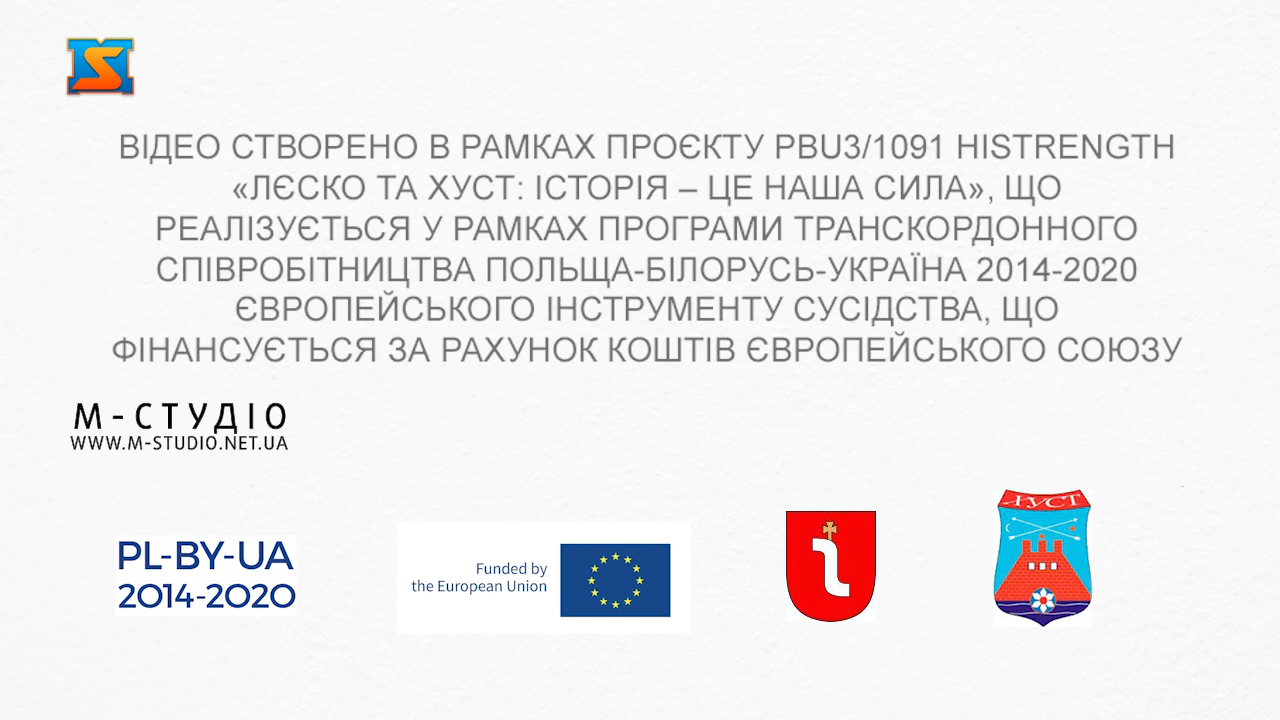 ВІДЕО СТВОРЕНО В РАМКАХ ПРОЄКТУ PBU3/1091 HISTRENGTH
«ЛЄСКО ТА ХУСТ: ІСТОРІЯ – ЦЕ НАША СИЛА», ЩО
РЕАЛІЗУЄТЬСЯ У РАМКАХ ПРОГРАМИ ТРАНСКОРДОННОГО
СПІВРОБІТНИЦТВА ПОЛЬЩА-БІЛОРУСЬ-УКРАЇНА 2014-2020
ЄВРОПЕЙСЬКОГО ІНСТРУМЕНТУ СУСІДСТВА, ЩО
ФІНАНСУЄТЬСЯ ЗА РАХУНОК КОШТІВ ЄВРОПЕЙСЬКОГО СОЮЗУ
М-СТУДІО
WWW.M-STUDIO.NET.UA
PL-BY-UA
2014-2020
Funded by
the European Union
ХУСТ